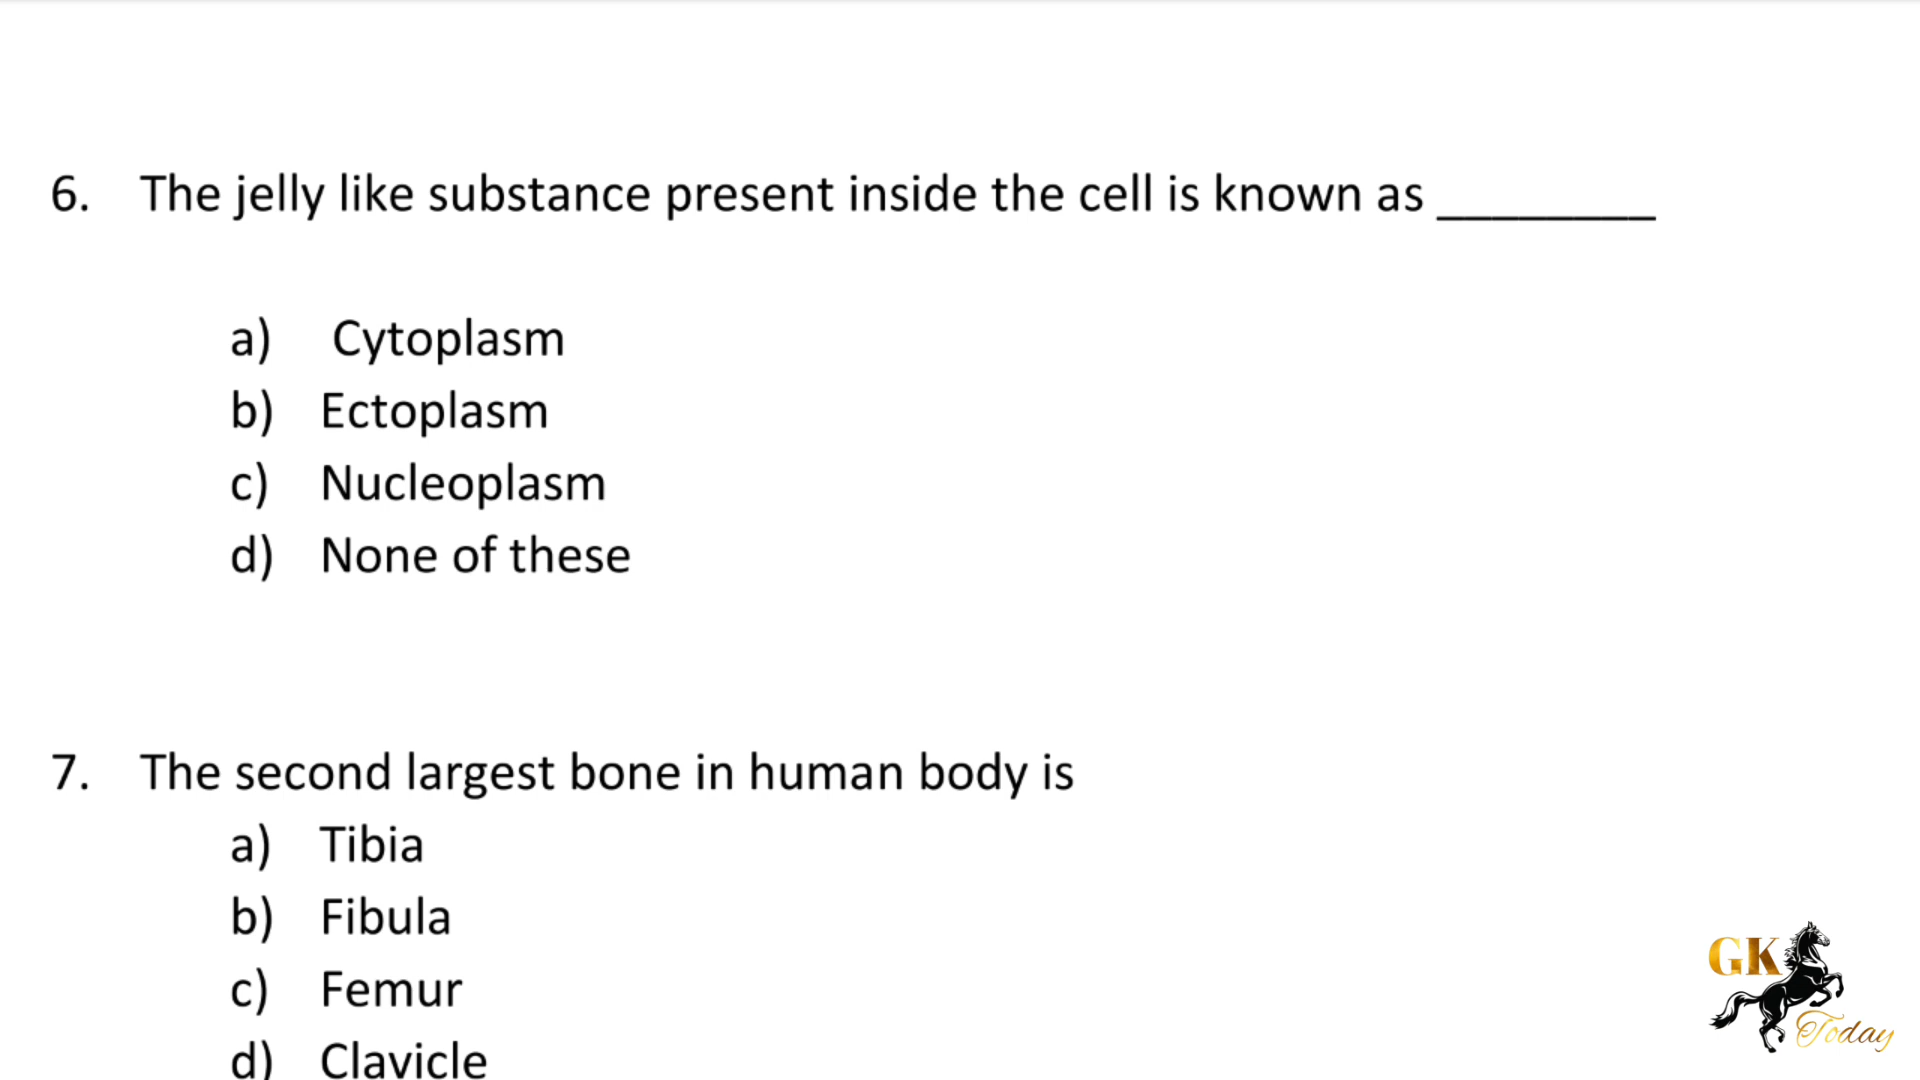 6. The jelly like substance present inside the cell is known as ________
a) Cytoplasm
b) Ectoplasm
c) Nucleoplasm
d) None of these
7. The second largest bone in human body is
a) Tibia
b) Fibula
c) Femur
d) Clavicle
GK
Today